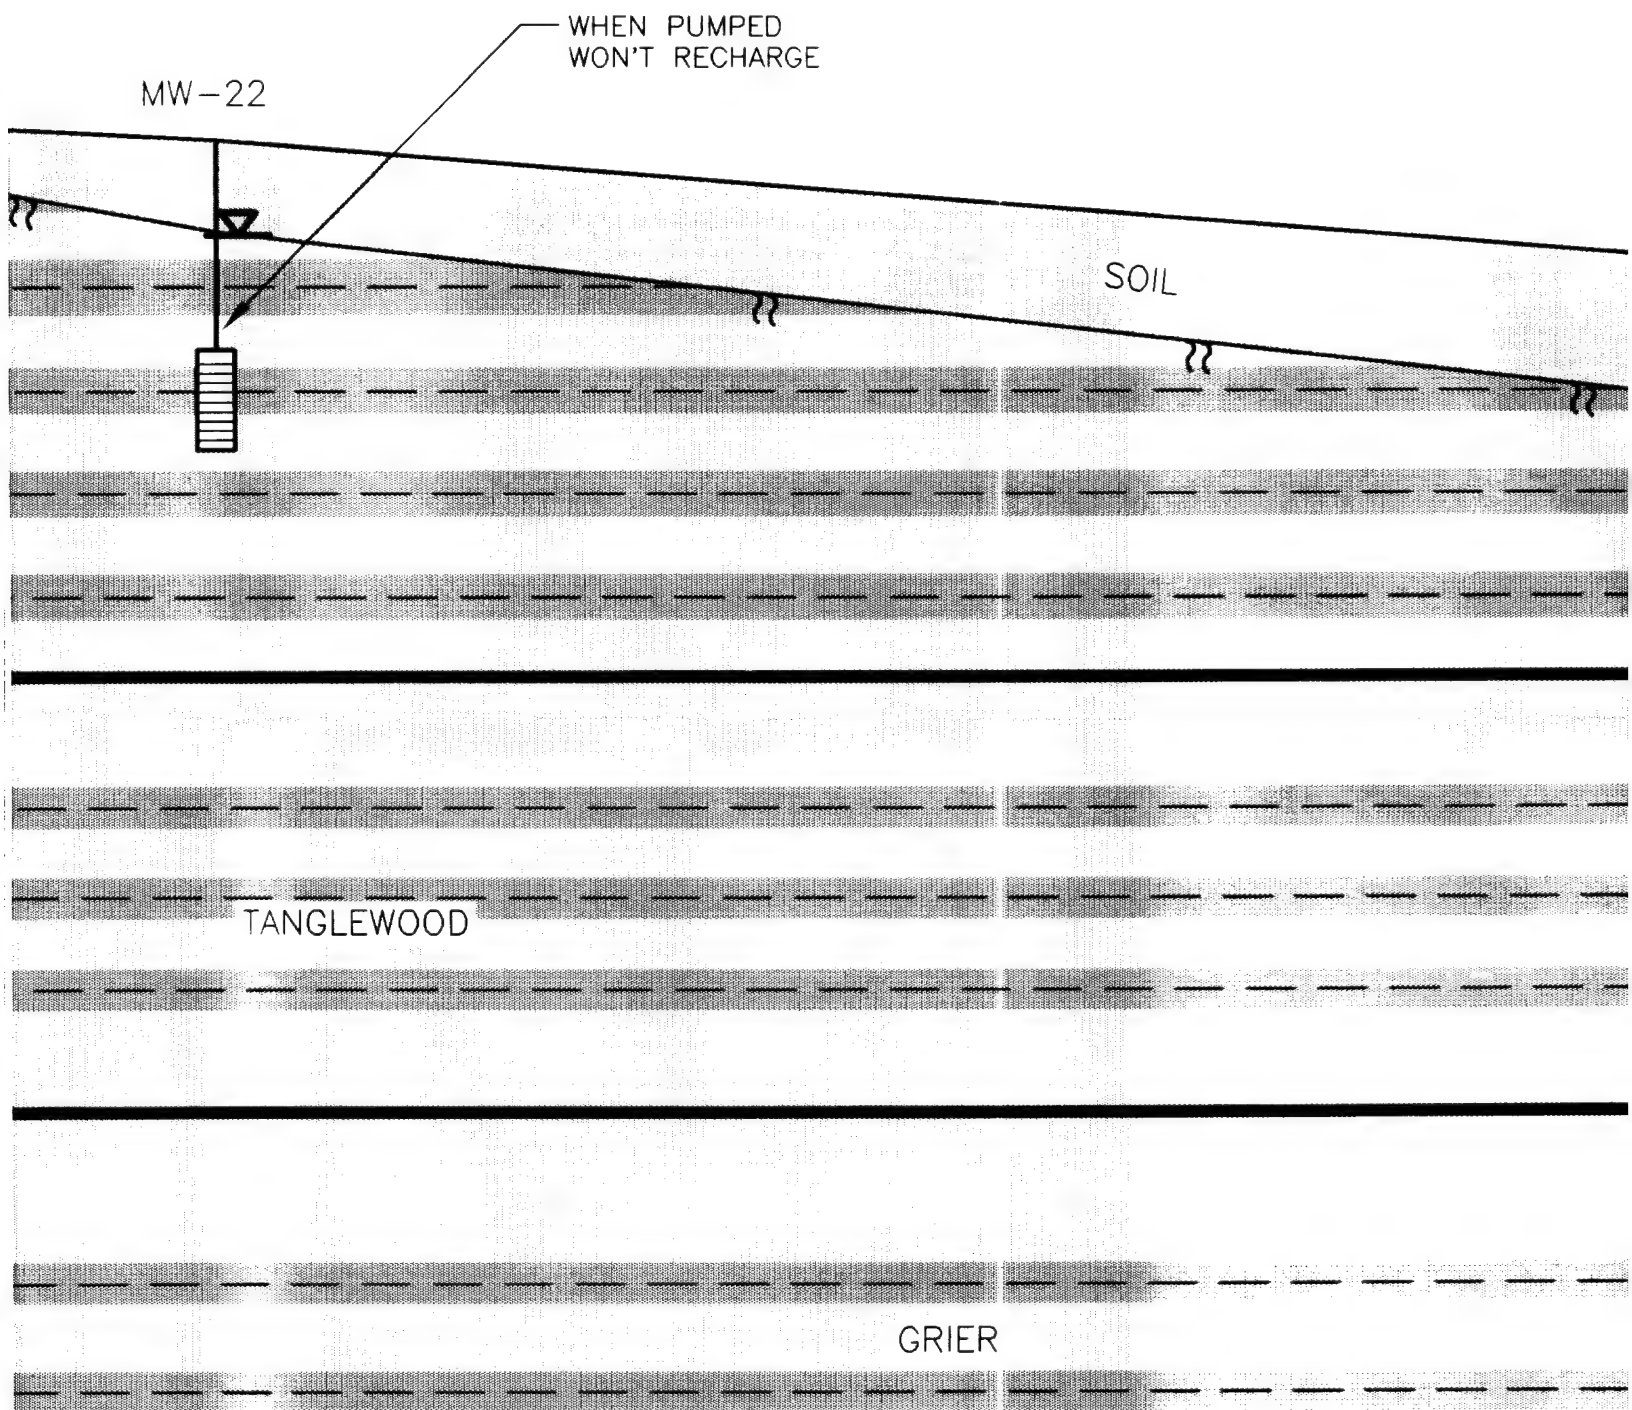 WHEN PUMPED
WON'T RECHARGE
MW-22
SOIL
TANGLEWOOD
GRIER